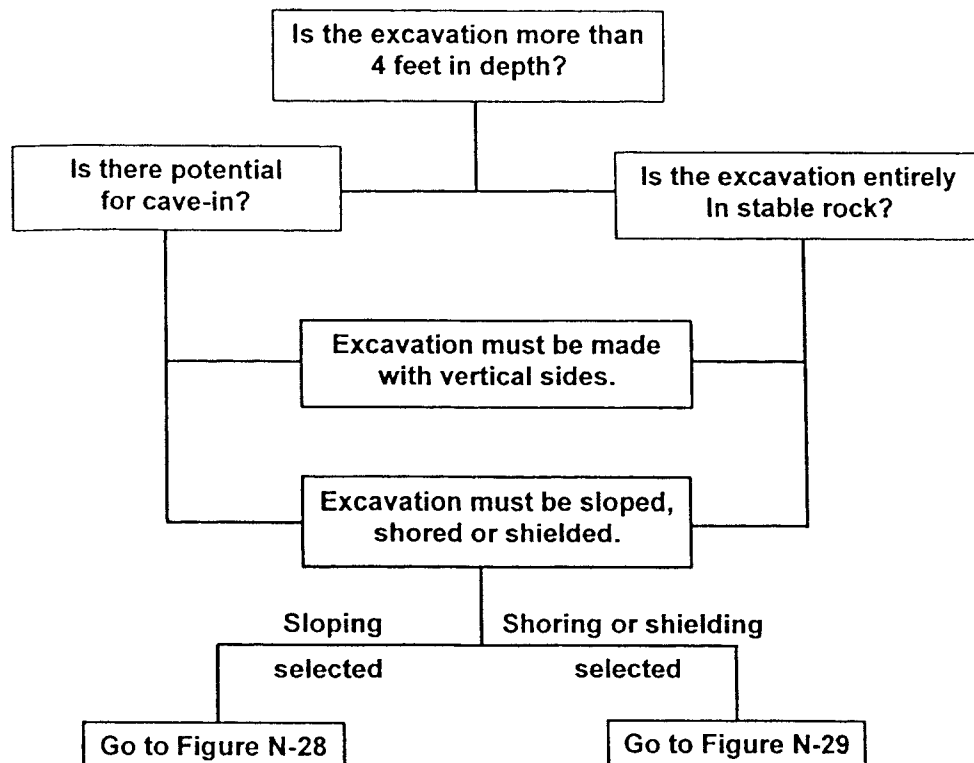 Is the excavation more than
4 feet in depth?
Is there potential
for cave-in?
Is the excavation entirely
In stable rock?
Excavation must be made
with vertical sides.
Excavation must be sloped,
shored or shielded.
Sloping
selected
Shoring or shielding
selected
Go to Figure N-28
Go to Figure N-29